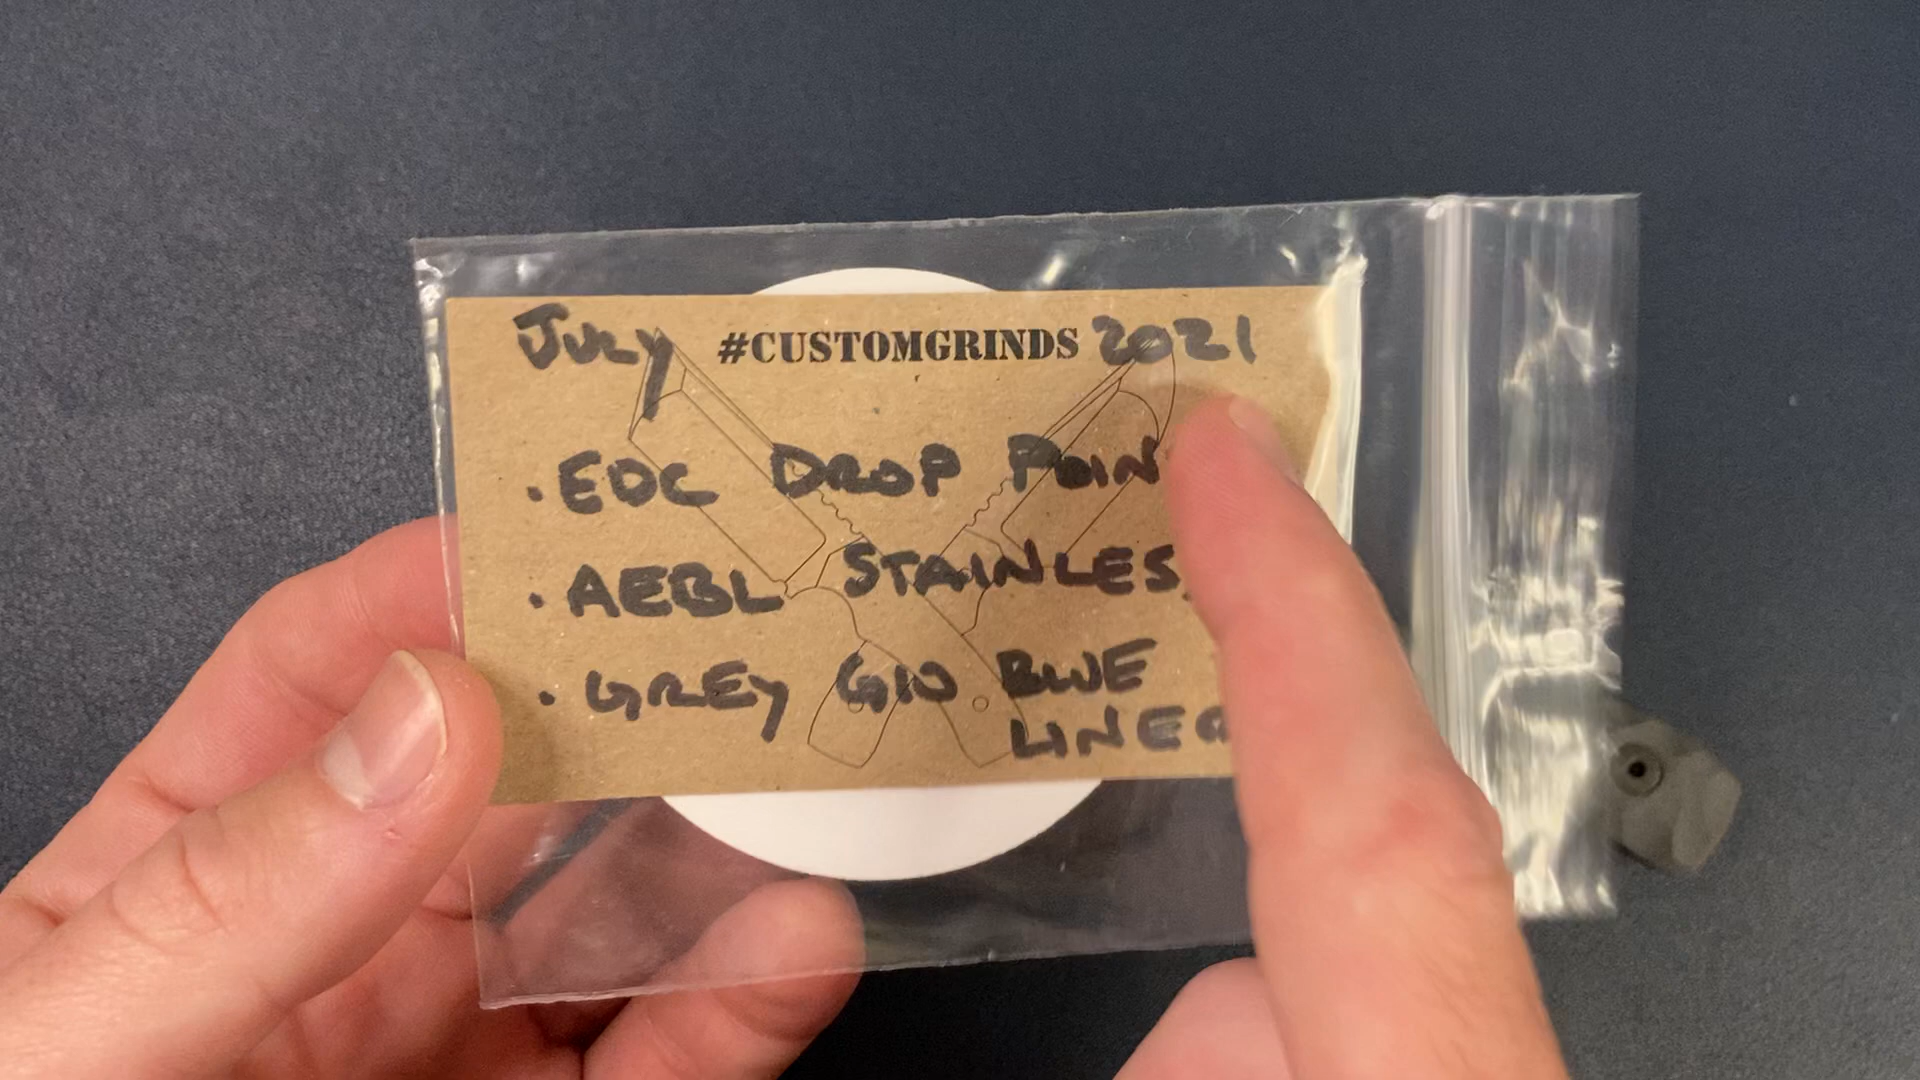 July #CUSTOMGRINDS 2021
• EDC DROP POIN
• AEBL STAINLES
• GREY G10 BLUE
LINER